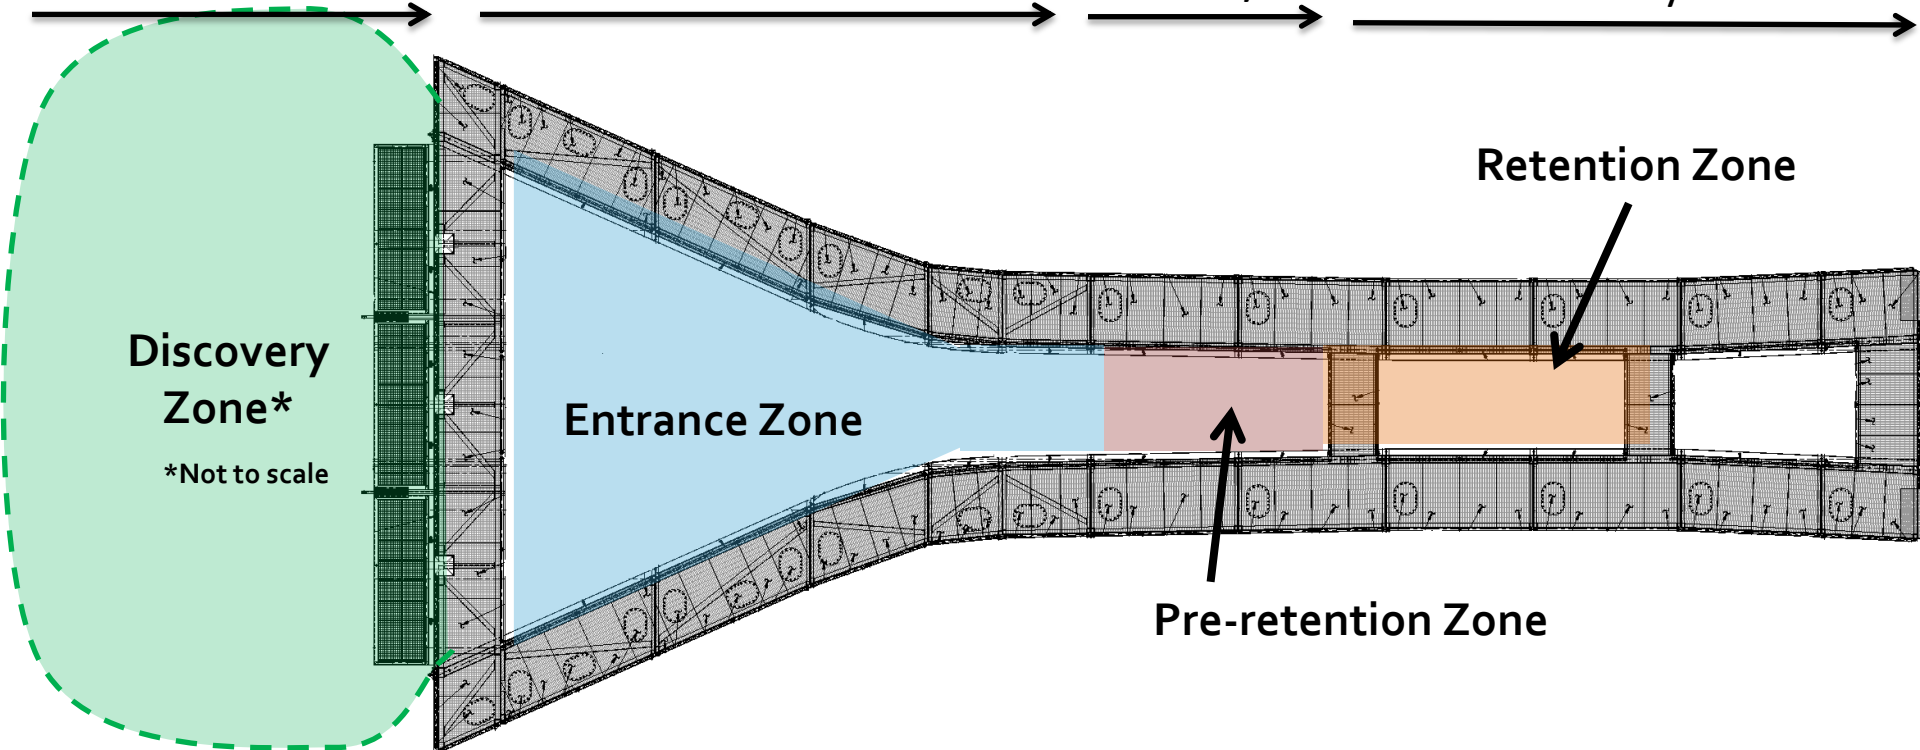 Retention Zone
Discovery
Zone*
Entrance Zone
*Not to scale
Pre-retention Zone